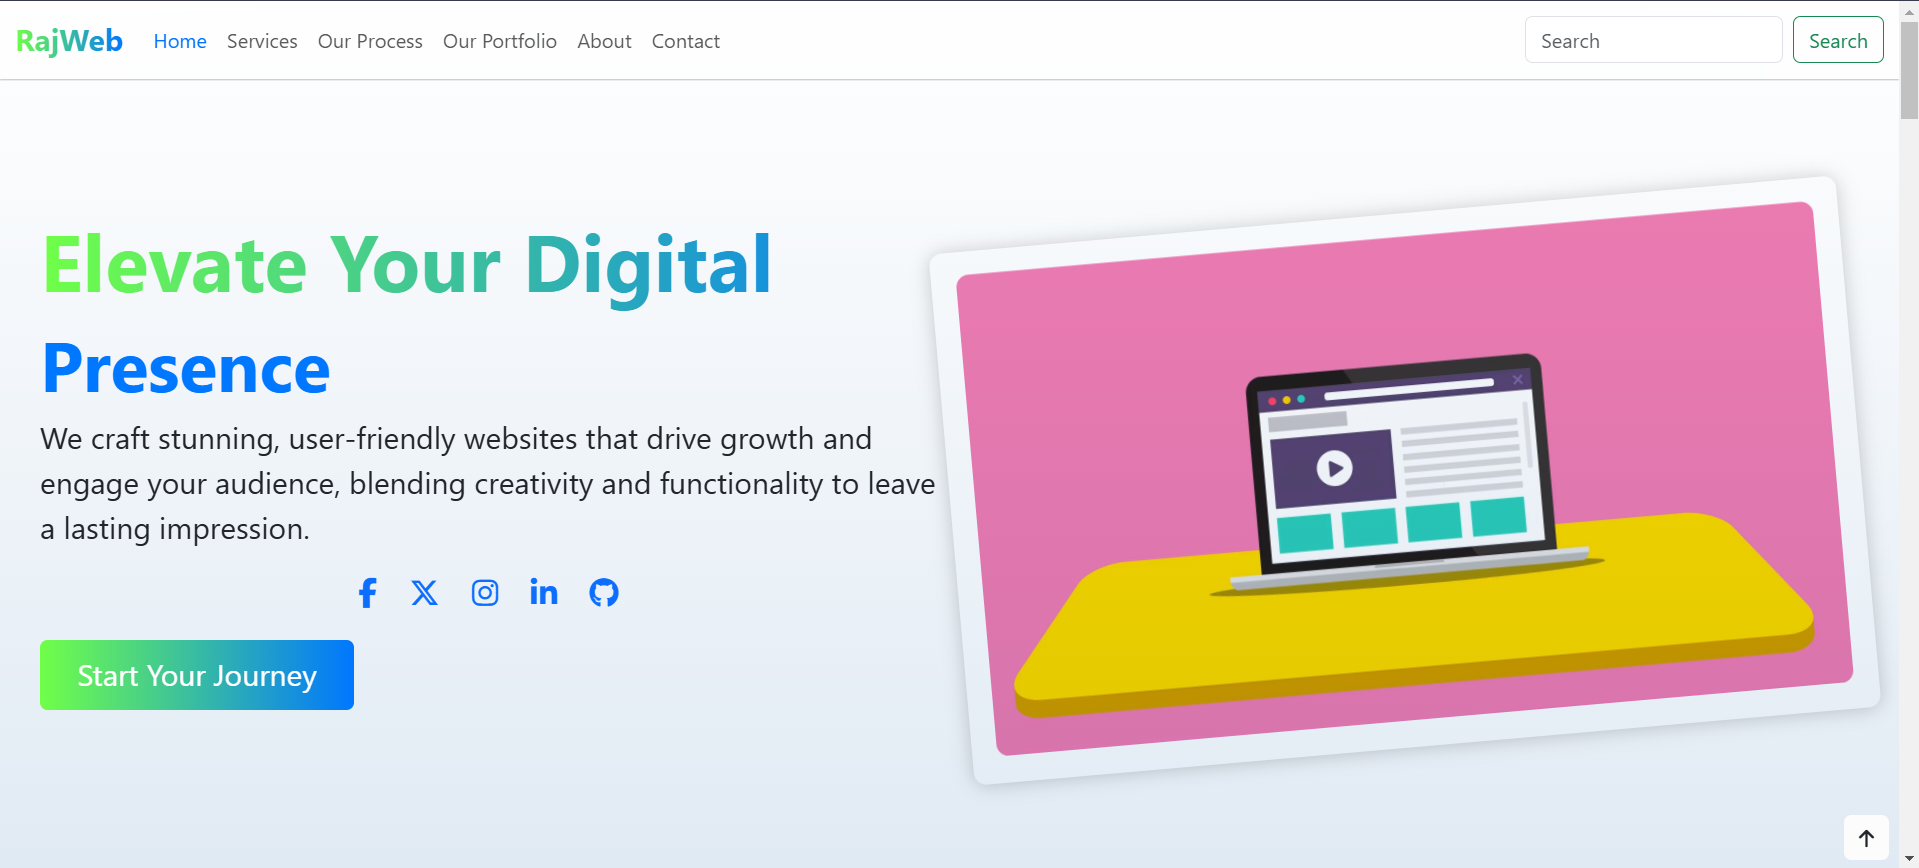 RajWeb Home Services Our Process Our Portfolio About Contact Search Search
Elevate Your Digital
Presence
We craft stunning, user-friendly websites that drive growth and
engage your audience, blending creativity and functionality to leave
a lasting impression.
Start Your Journey